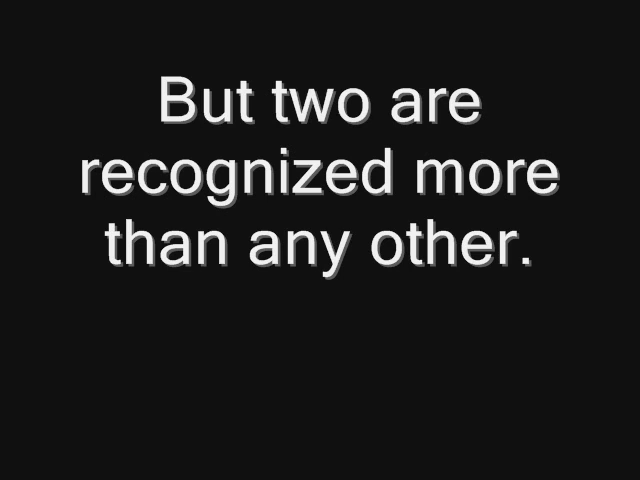 But two are
recognized more
than any other.